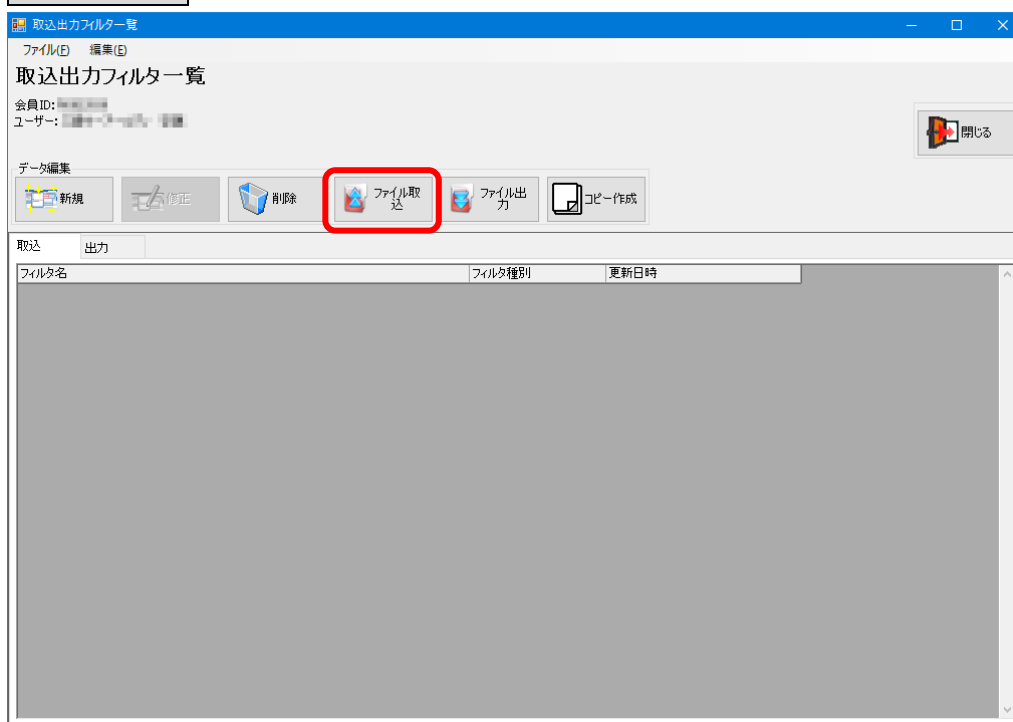 取込出力フィルター覧
ファイル(F) 編集(E)
取込出力フィルター覧
会員ID:
ユーザー:
閉じる
データ編集
新規 修正 削除 ファイル取込 ファイル出力 コピー作成
取込 出力
フィルタ名 フィルタ種別 更新日時